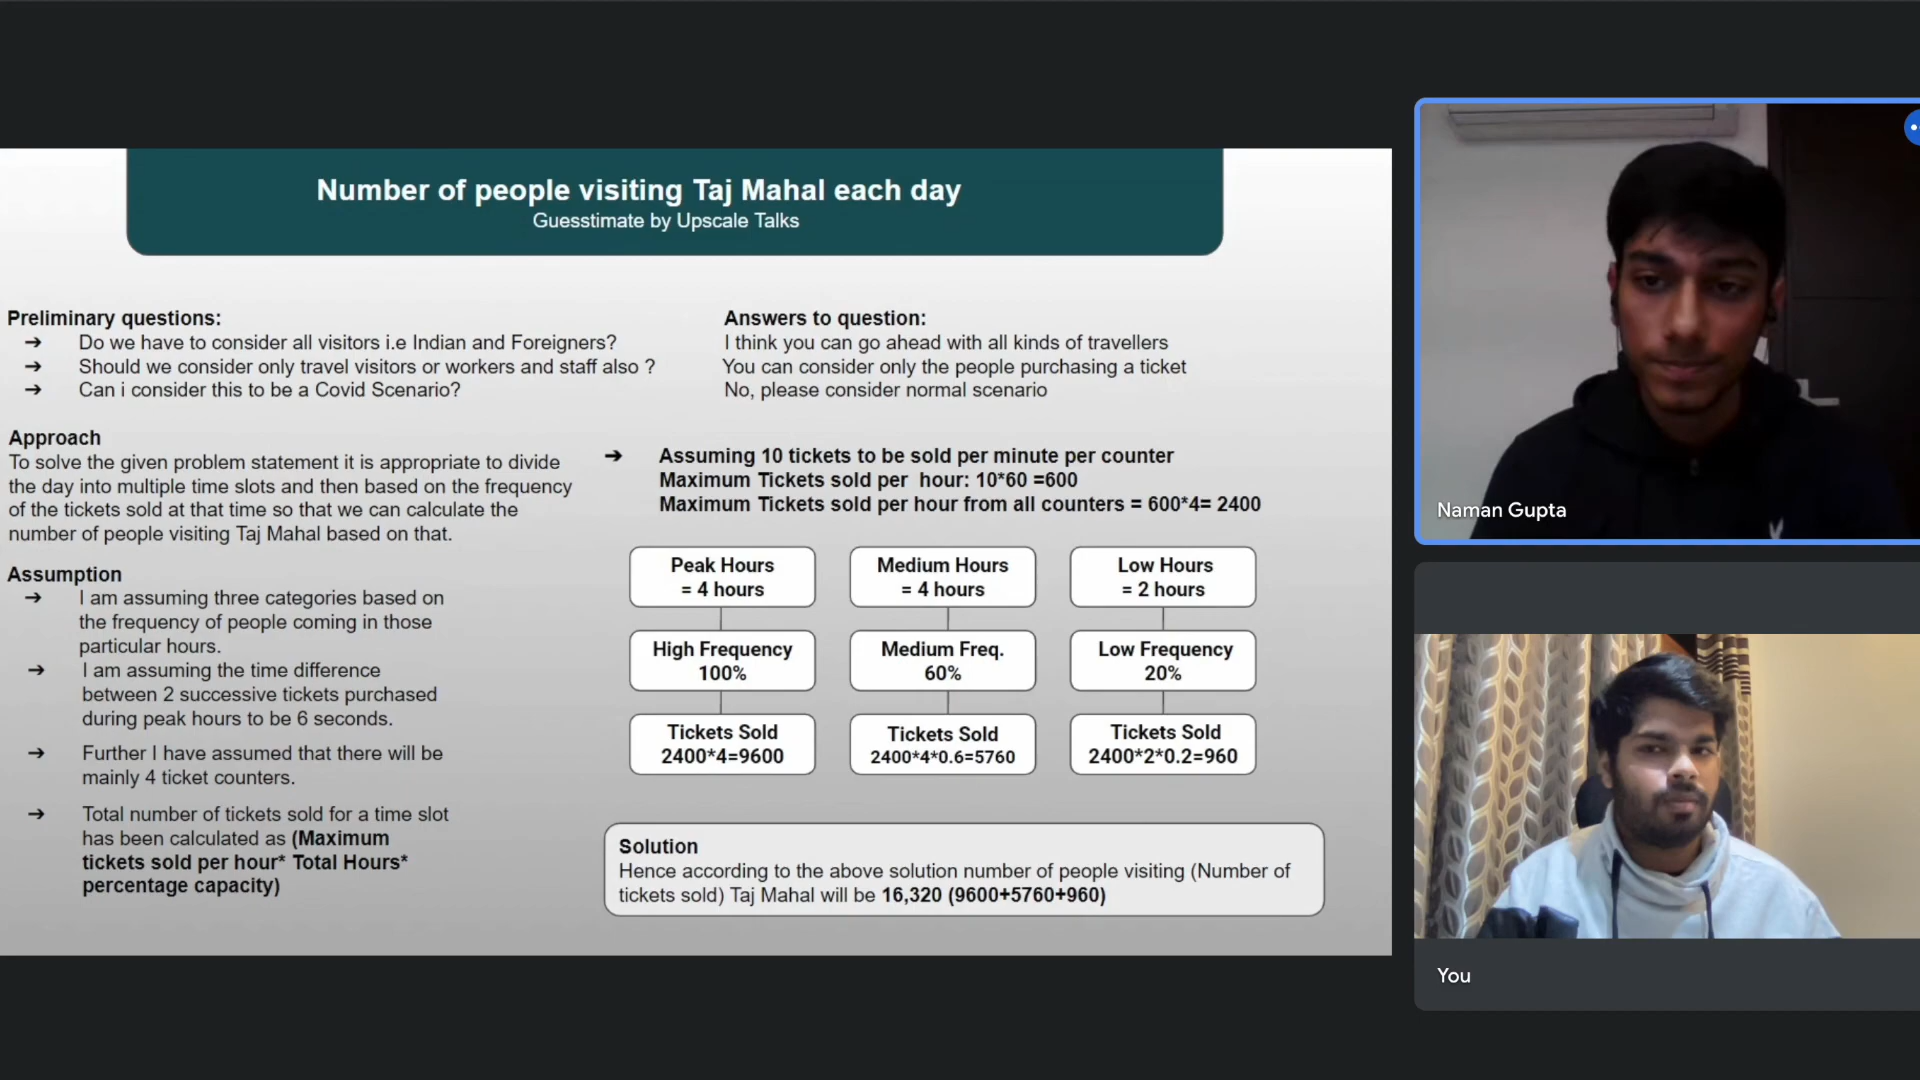 Number of people visiting Taj Mahal each day
Guesstimate by Upscale Talks
Preliminary questions:
➔ Do we have to consider all visitors i.e Indian and Foreigners?
➔ Should we consider only travel visitors or workers and staff also ?
➔ Can i consider this to be a Covid Scenario?
Answers to question:
I think you can go ahead with all kinds of travellers
You can consider only the people purchasing a ticket
No, please consider normal scenario
Approach
To solve the given problem statement it is appropriate to divide
the day into multiple time slots and then based on the frequency
of the tickets sold at that time so that we can calculate the
number of people visiting Taj Mahal based on that.
Assumption
➔ I am assuming three categories based on
the frequency of people coming in those
particular hours.
➔ I am assuming the time difference
between 2 successive tickets purchased
during peak hours to be 6 seconds.
➔ Further I have assumed that there will be
mainly 4 ticket counters.
➔ Total number of tickets sold for a time slot
has been calculated as (Maximum
tickets sold per hour* Total Hours*
percentage capacity)
➔ Assuming 10 tickets to be sold per minute per counter
Maximum Tickets sold per hour: 10*60 =600
Maximum Tickets sold per hour from all counters = 600*4= 2400
Peak Hours
= 4 hours
High Frequency
100%
Tickets Sold
2400*4=9600
Medium Hours
= 4 hours
Medium Freq.
60%
Tickets Sold
2400*4*0.6=5760
Low Hours
= 2 hours
Low Frequency
20%
Tickets Sold
2400*2*0.2=960
Solution
Hence according to the above solution number of people visiting (Number of
tickets sold) Taj Mahal will be 16,320 (9600+5760+960)
Naman Gupta
You